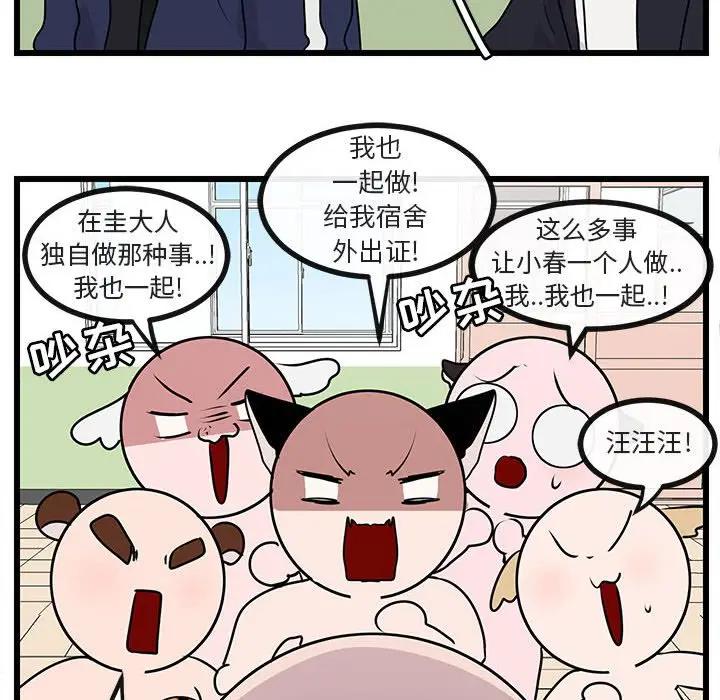 我也
一起做!
给我宿舍
外出证!
在圭大人
独自做那种事..!
我也一起!
这么多事
让小春一个人做..
我..我也一起..!
吵杂
吵杂
汪汪汪!